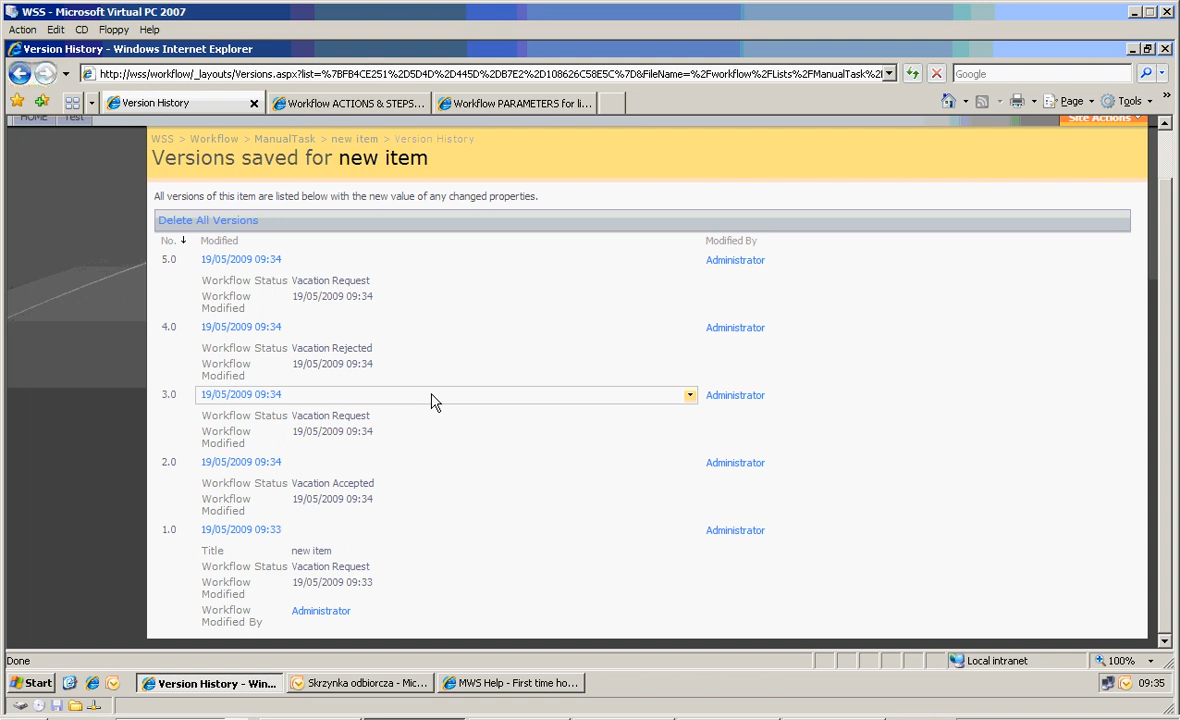 WSS - Microsoft Virtual PC 2007
Action Edit CD Floppy Help
Version History - Windows Internet Explorer
http://wss/workflow/_layouts/Versions.aspx?list=%7BFB4CE251%2D5D4D%2D445D%2DB7E2%2D108626C58E5C%7D&FileName=%2Fworkflow%2FLists%2FManualTask%2
Google
Version History
Workflow ACTIONS & STEPS...
Workflow PARAMETERS for li...
Page Tools »
HOME Test Site Actions
WSS > Workflow > ManualTask > new item > Version History
Versions saved for new item
All versions of this item are listed below with the new value of any changed properties.
Delete All Versions
No. ↓ Modified Modified By
5.0 19/05/2009 09:34 Administrator
Workflow Status Vacation Request
Workflow 19/05/2009 09:34
Modified
4.0 19/05/2009 09:34 Administrator
Workflow Status Vacation Rejected
Workflow 19/05/2009 09:34
Modified
3.0 19/05/2009 09:34 Administrator
Workflow Status Vacation Request
Workflow 19/05/2009 09:34
Modified
2.0 19/05/2009 09:34 Administrator
Workflow Status Vacation Accepted
Workflow 19/05/2009 09:34
Modified
1.0 19/05/2009 09:33 Administrator
Title new item
Workflow Status Vacation Request
Workflow 19/05/2009 09:33
Modified
Workflow Administrator
Modified By
Done Local intranet 100%
Start Version History - Win... Skrzynka odbiorcza - Mic... MWS Help - First time ho... 09:35